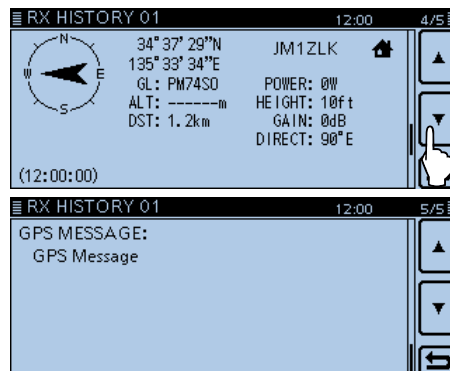 RX HISTORY 01 12:00 4/5
N
W E
S
34°37'29"N
135°33'34"E
GL: PM74SO
ALT: ------m
DST: 1.2km
JM1ZLK
POWER: 0W
HEIGHT: 10ft
GAIN: 0dB
DIRECT: 90°E
(12:00:00)
RX HISTORY 01 12:00 5/5
GPS MESSAGE:
GPS Message